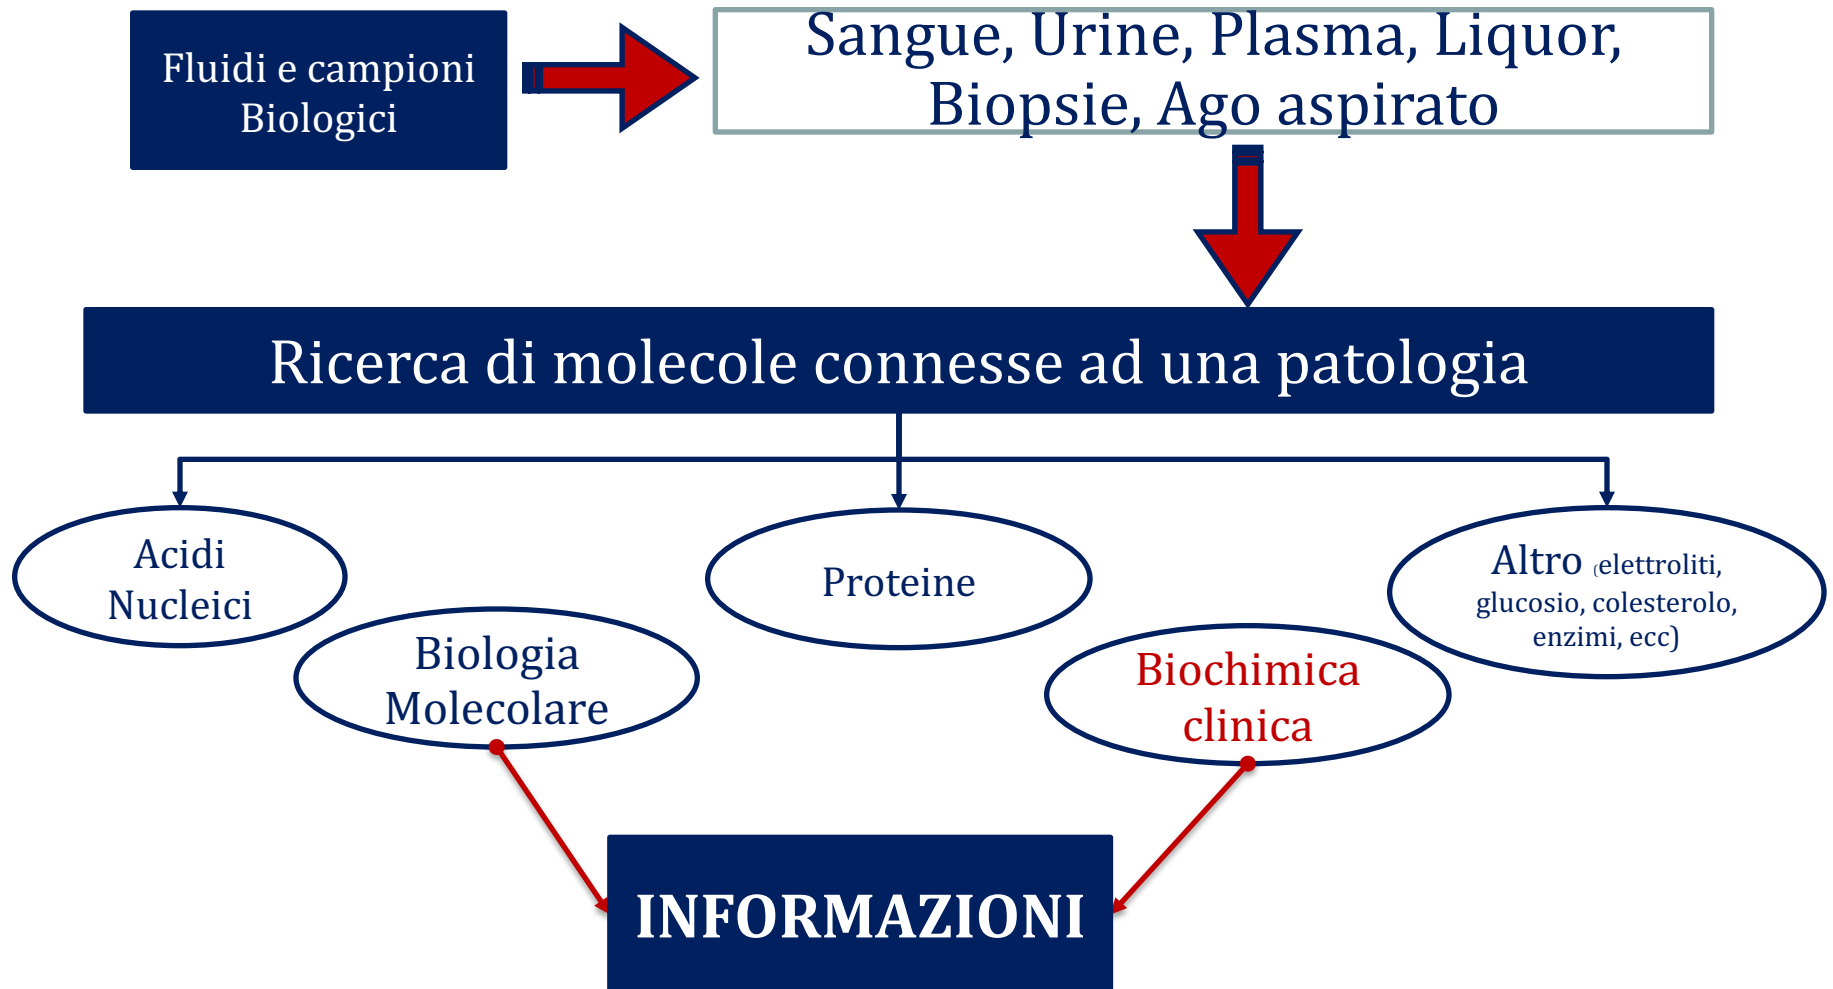 Fluidi e campioni
Biologici
Sangue, Urine, Plasma, Liquor,
Biopsie, Ago aspirato
Ricerca di molecole connesse ad una patologia
Acidi
Nucleici
Proteine
Altro (elettroliti,
glucosio, colesterolo,
enzimi, ecc)
Biologia
Molecolare
Biochimica
clinica
INFORMAZIONI